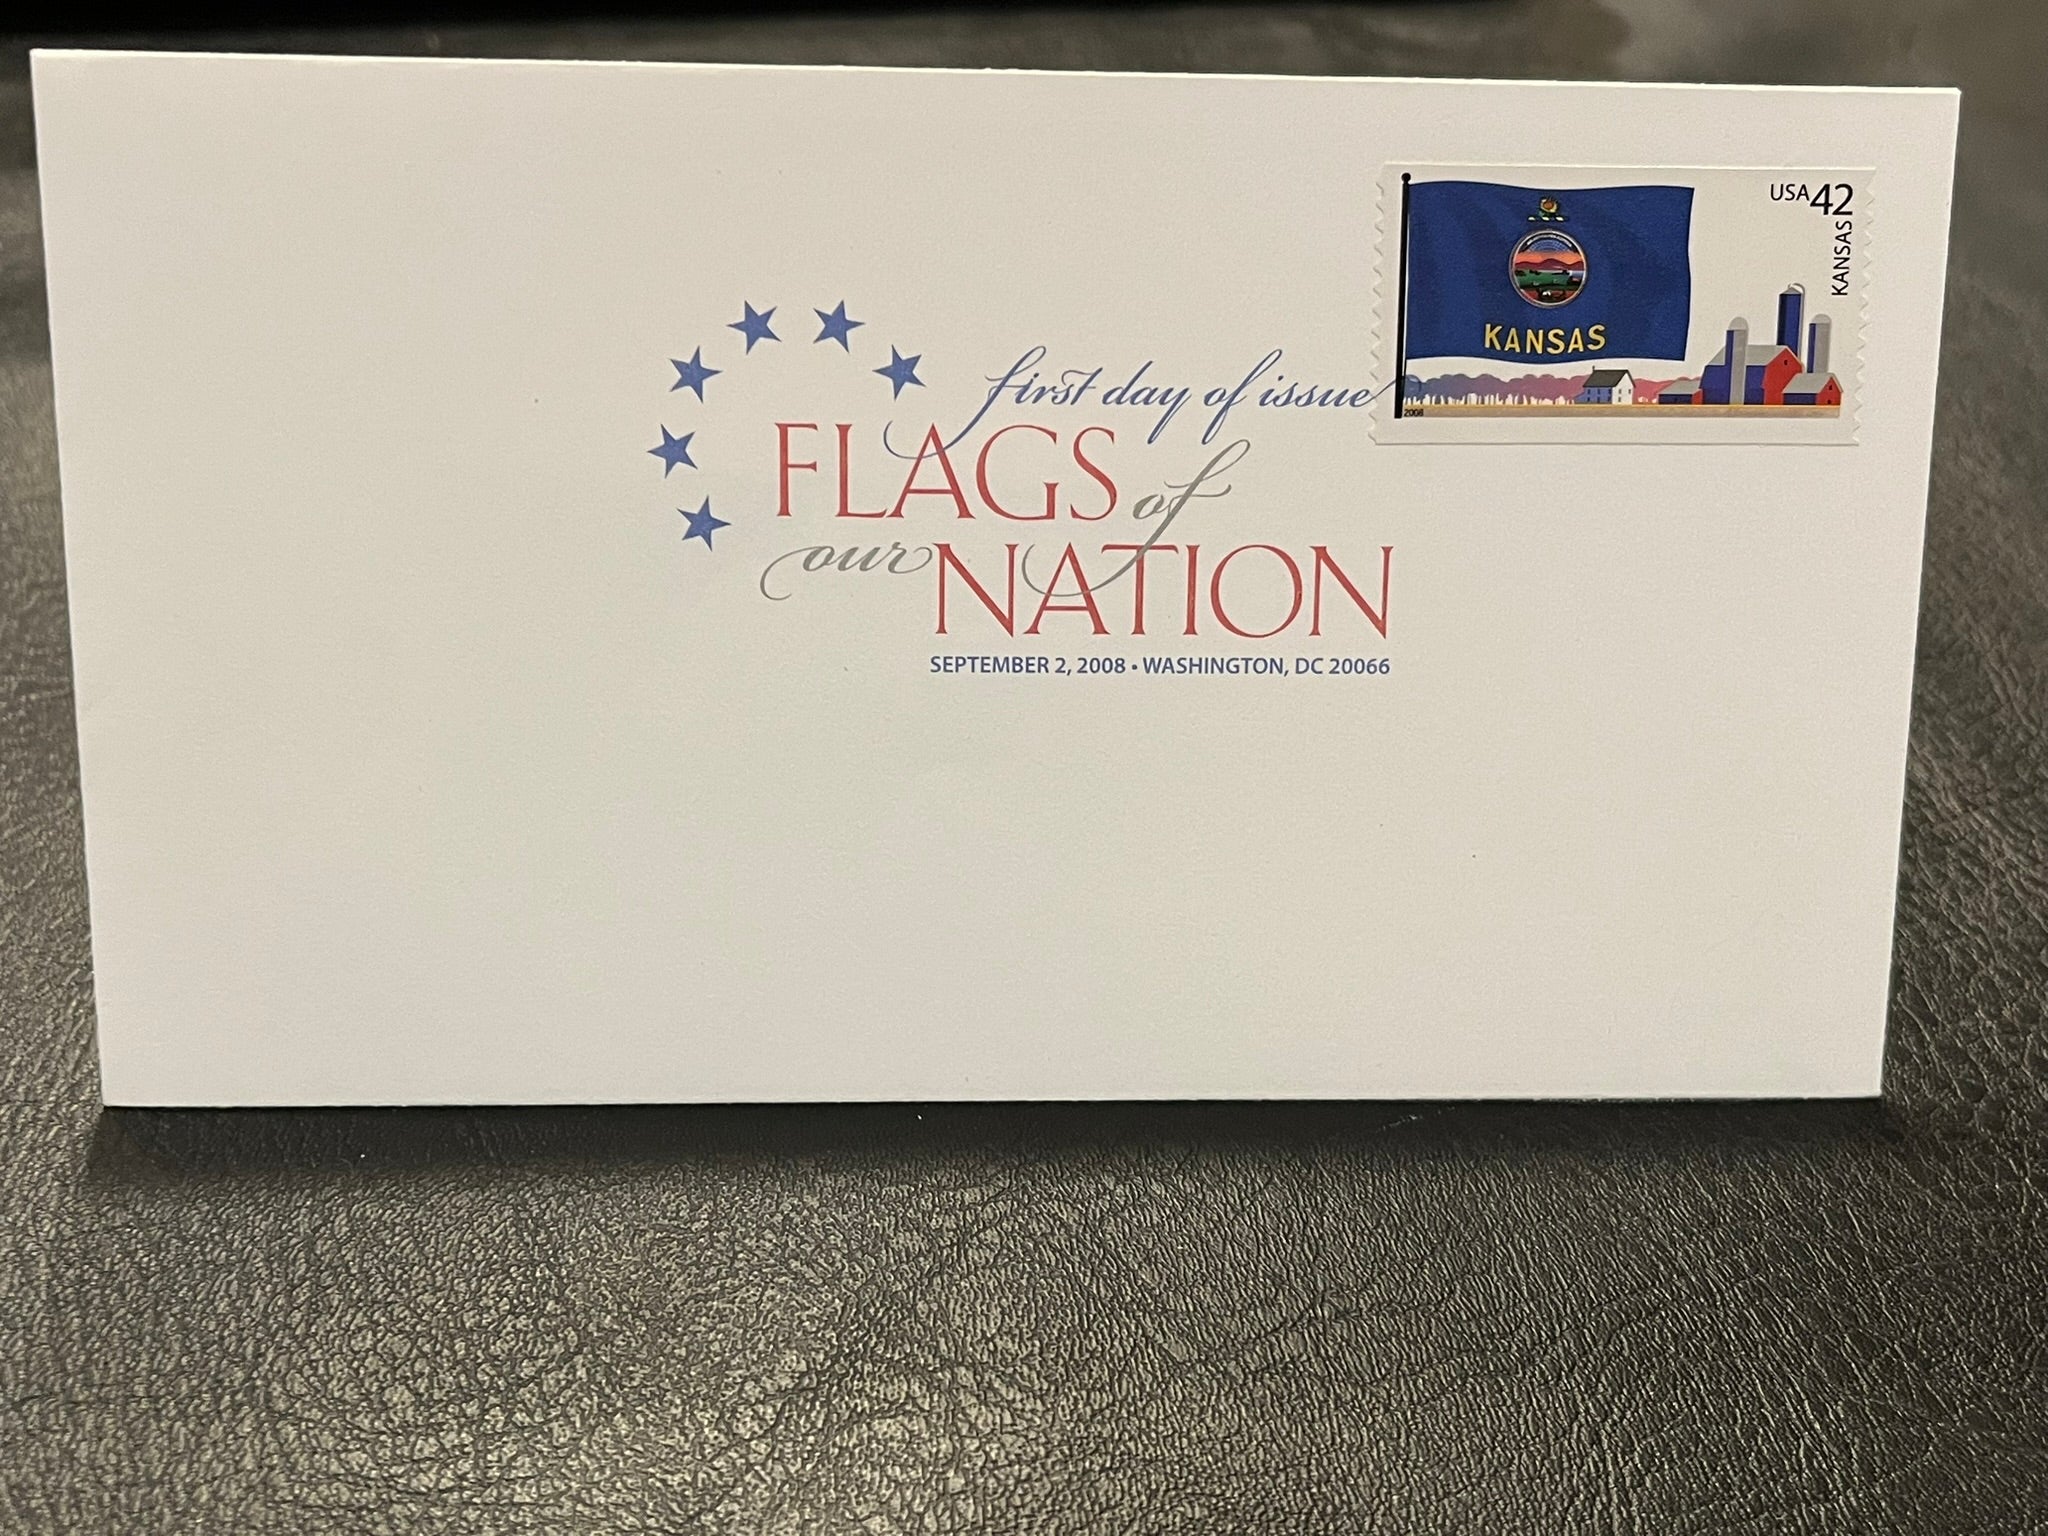 USA 42
KANSAS
KANSAS
2008
first day of issue
FLAGS of
our NATION
SEPTEMBER 2, 2008 • WASHINGTON, DC 20066